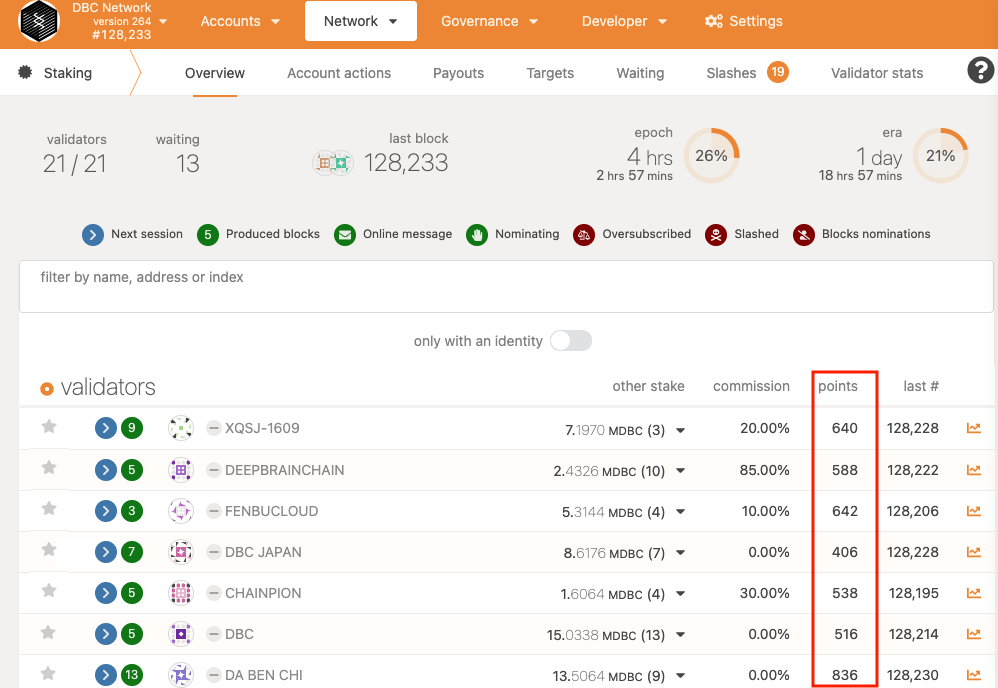 DBC Network
version 264
#128,233
Accounts Network Governance Developer Settings
Staking Overview Account actions Payouts Targets Waiting Slashes 19 Validator stats ?
validators waiting last block epoch era
21 / 21 13 128,233 4 hrs 26% 1 day 21%
2 hrs 57 mins 18 hrs 57 mins
Next session 5 Produced blocks Online message Nominating Oversubscribed Slashed Blocks nominations
filter by name, address or index
only with an identity
validators other stake commission points last #
9 XQSJ-1609 7.1970 MDBC (3) 20.00% 640 128,228
5 DEEPBRAINCHAIN 2.4326 MDBC (10) 85.00% 588 128,222
3 FENBUCLOUD 5.3144 MDBC (4) 10.00% 642 128,206
7 DBC JAPAN 8.6176 MDBC (7) 0.00% 406 128,228
5 CHAINPION 1.6064 MDBC (4) 30.00% 538 128,195
5 DBC 15.0338 MDBC (13) 0.00% 516 128,214
13 DA BEN CHI 13.5064 MDBC (9) 0.00% 836 128,230